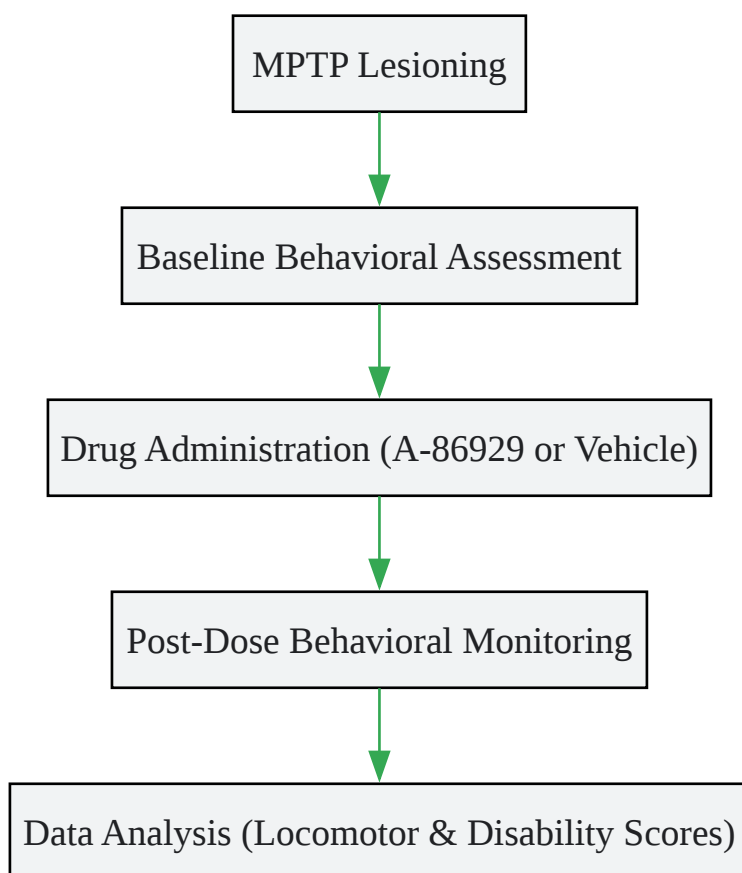 MPTP Lesioning
Baseline Behavioral Assessment
Drug Administration (A-86929 or Vehicle)
Post-Dose Behavioral Monitoring
Data Analysis (Locomotor & Disability Scores)